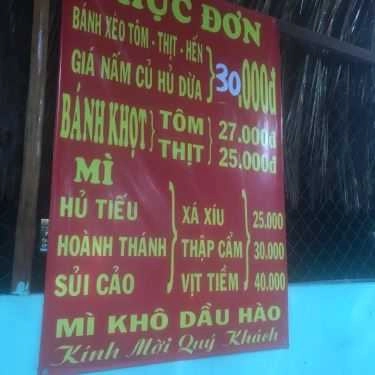 THỰC ĐƠN
BÁNH XÈO TÔM - THỊT - HẾN
GIÁ NẤM CỦ HỦ DỪA
30.000đ
BÁNH KHỌT
TÔM 27.000đ
THỊT 25.000đ
MÌ
HỦ TIẾU XÁ XÍU 25.000
HOÀNH THÁNH THẬP CẨM 30.000
SỦI CẢO VỊT TIỀM 40.000
MÌ KHÔ DẦU HÀO
Kính Mời Quý Khách